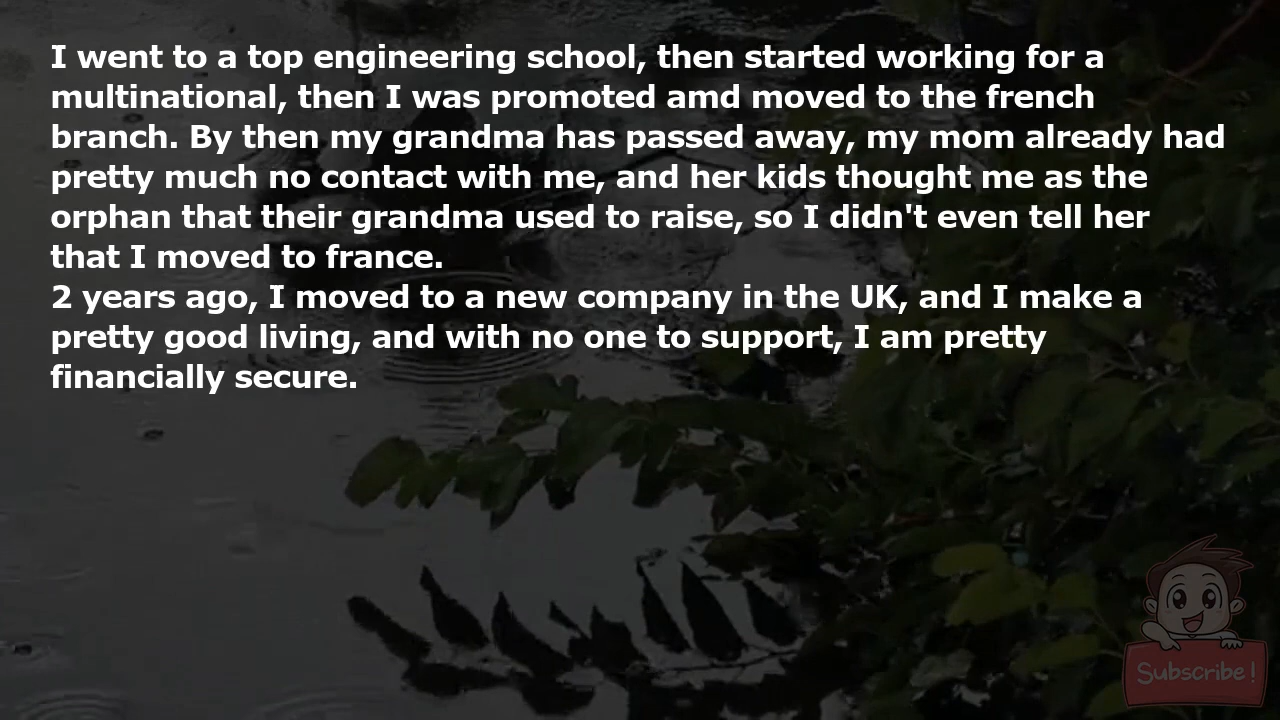 I went to a top engineering school, then started working for a
multinational, then I was promoted amd moved to the french
branch. By then my grandma has passed away, my mom already had
pretty much no contact with me, and her kids thought me as the
orphan that their grandma used to raise, so I didn't even tell her
that I moved to france.
2 years ago, I moved to a new company in the UK, and I make a
pretty good living, and with no one to support, I am pretty
financially secure.
Subscribe!